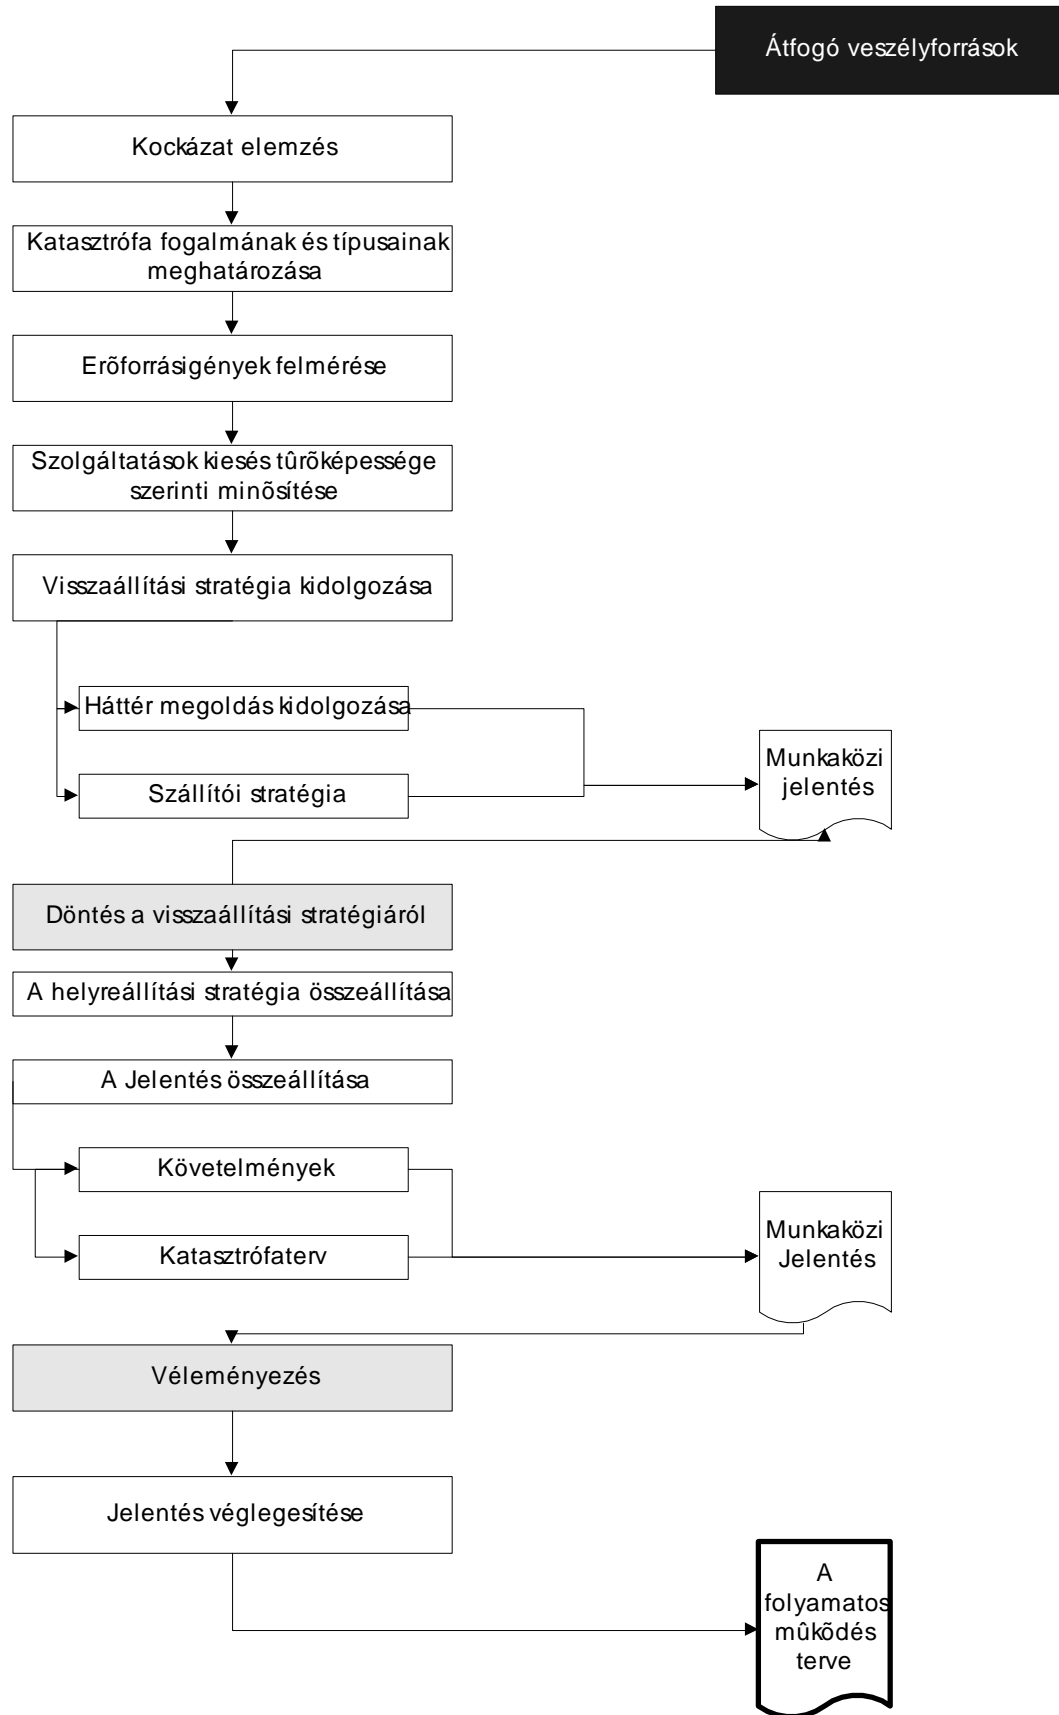 Átfogó veszélyforrások
Kockázat elemzés
Katasztrófa fogalmának és típusainak
meghatározása
Erõforrásigények felmérése
Szolgáltatások kiesés tûrõképessége
szerinti minõsítése
Visszaállítási stratégia kidolgozása
Háttér megoldás kidolgozása
Szállítói stratégia
Munkaközi
jelentés
Döntés a visszaállítási stratégiáról
A helyreállítási stratégia összeállítása
A Jelentés összeállítása
Követelmények
Katasztrófaterv
Munkaközi
Jelentés
Véleményezés
Jelentés véglegesítése
A
folyamatos
mûkõdés
terve